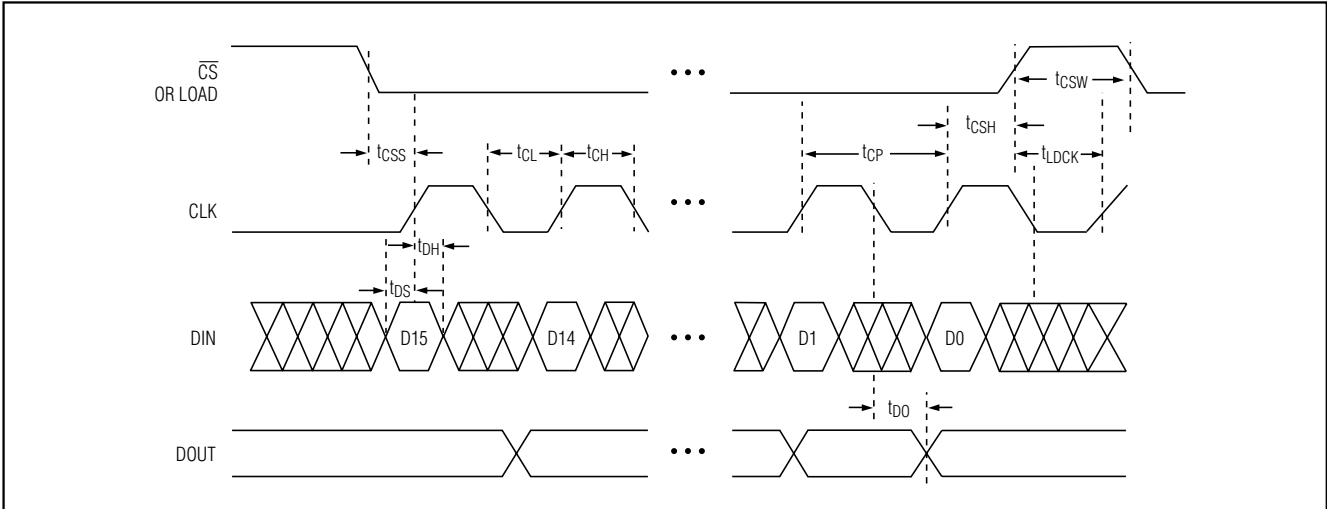 CS
OR LOAD
tCSW
tCSH
tCSS
tCL
tCH
tCP
tLDCK
CLK
tDH
tDS
DIN
D15
D14
D1
D0
tDO
DOUT